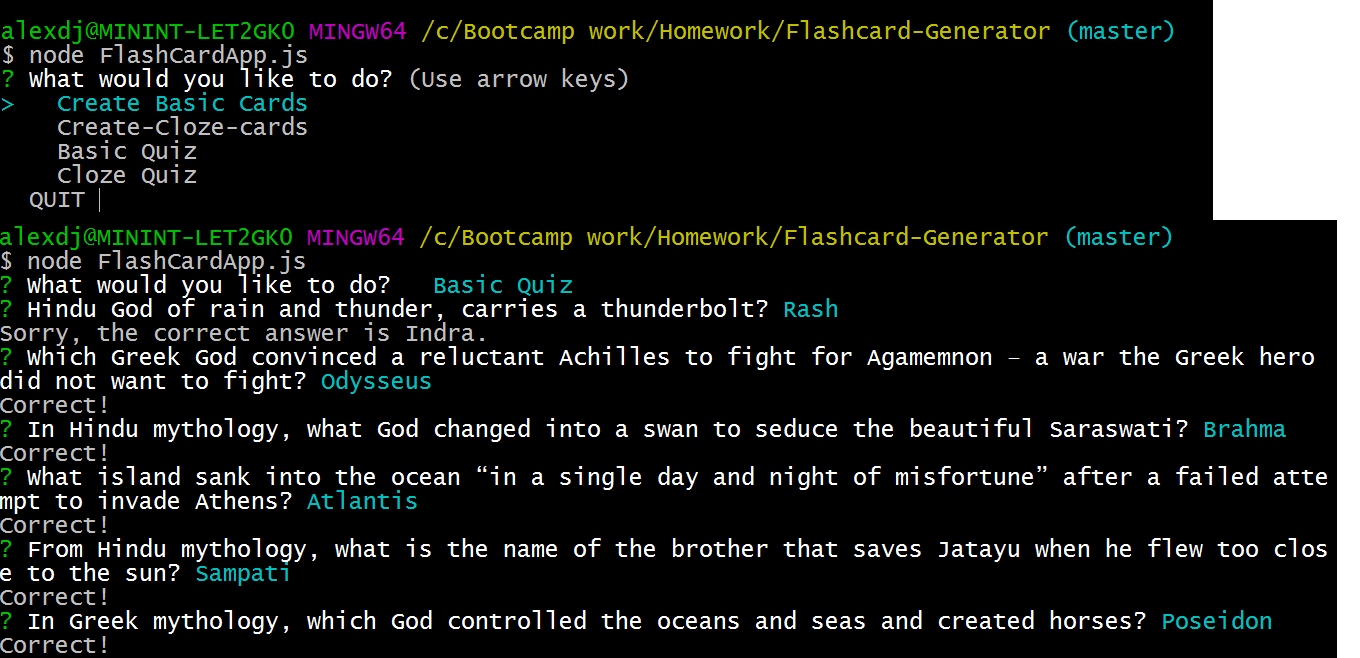 alexdj@MININT-LET2GK0 MINGW64 /c/Bootcamp work/Homework/Flashcard-Generator (master)
$ node FlashCardApp.js
? What would you like to do? (Use arrow keys)
>   Create Basic Cards
    Create-Cloze-cards
    Basic Quiz
    Cloze Quiz
  QUIT
alexdj@MININT-LET2GK0 MINGW64 /c/Bootcamp work/Homework/Flashcard-Generator (master)
$ node FlashCardApp.js
? What would you like to do?   Basic Quiz
? Hindu God of rain and thunder, carries a thunderbolt? Rash
Sorry, the correct answer is Indra.
? Which Greek God convinced a reluctant Achilles to fight for Agamemnon – a war the Greek hero
did not want to fight? Odysseus
Correct!
? In Hindu mythology, what God changed into a swan to seduce the beautiful Saraswati? Brahma
Correct!
? What island sank into the ocean “in a single day and night of misfortune” after a failed atte
mpt to invade Athens? Atlantis
Correct!
? From Hindu mythology, what is the name of the brother that saves Jatayu when he flew too clos
e to the sun? Sampati
Correct!
? In Greek mythology, which God controlled the oceans and seas and created horses? Poseidon
Correct!